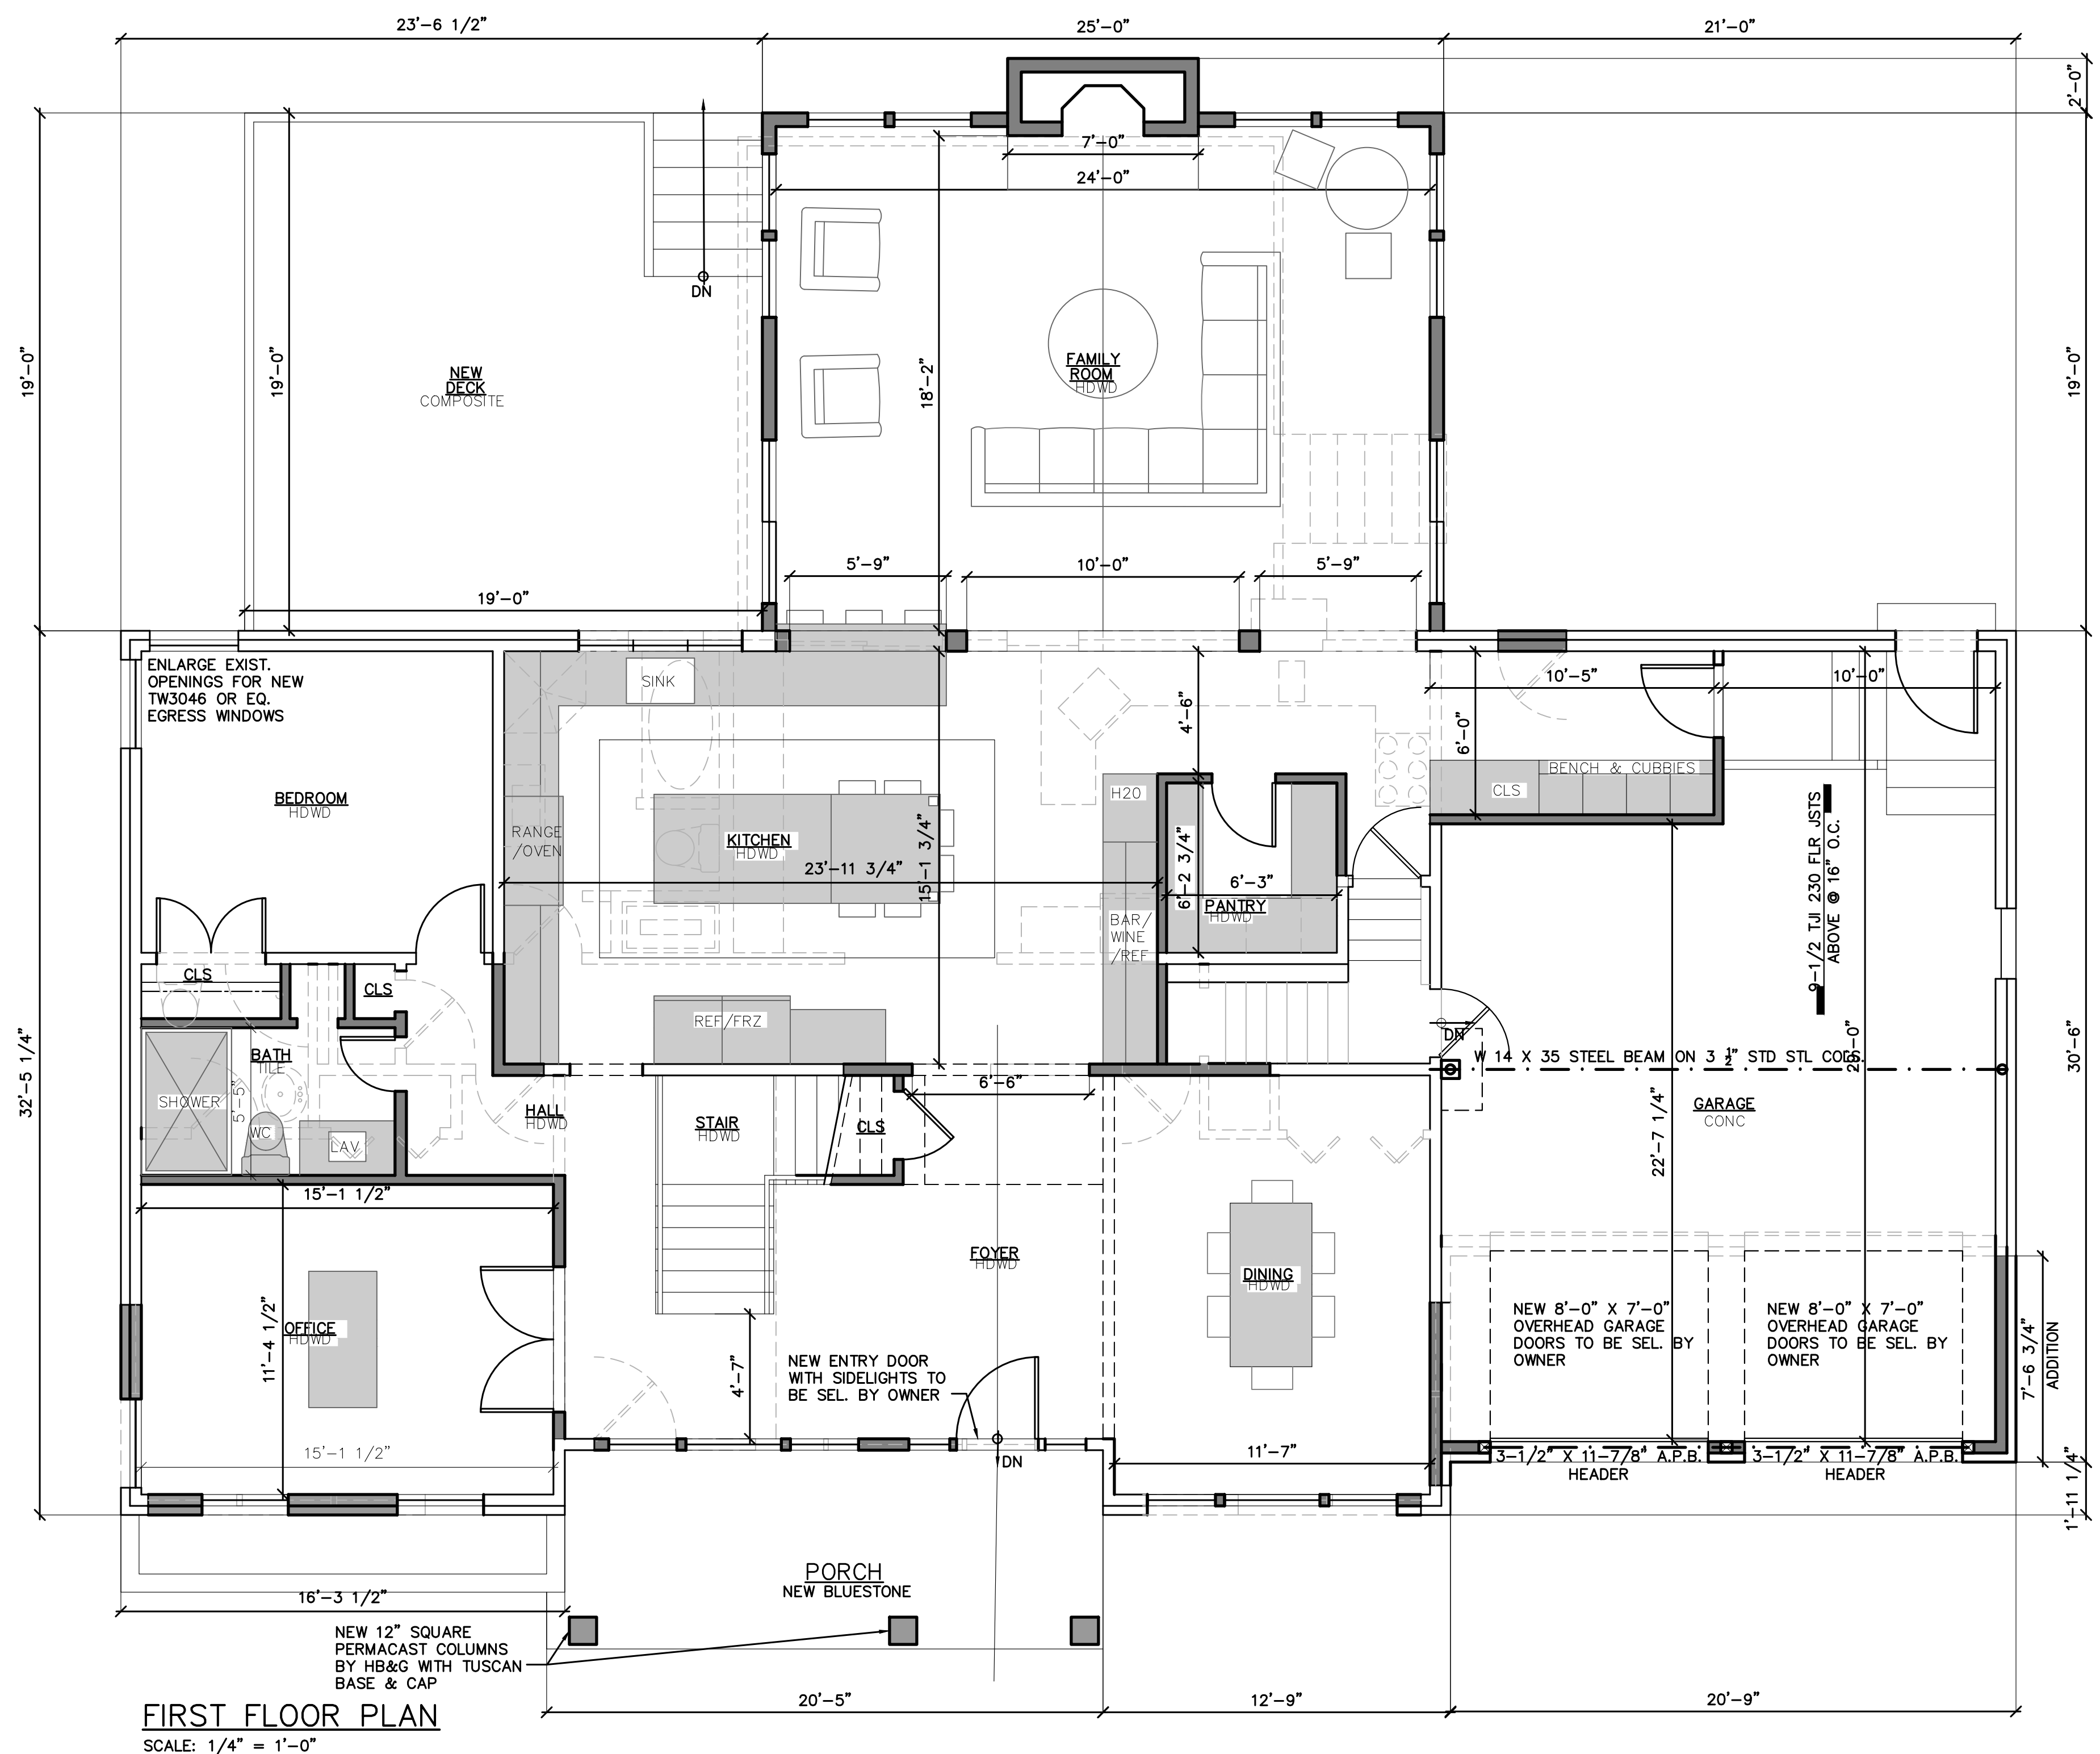 23'-6 1/2"
25'-0"
21'-0"
2'-0"
7'-0"
24'-0"
DN
19'-0"
19'-0"
NEW
DECK
COMPOSITE
18'-2"
FAMILY
ROOM
HDWD
19'-0"
5'-9"
10'-0"
5'-9"
19'-0"
ENLARGE EXIST.
OPENINGS FOR NEW
TW3046 OR EQ.
EGRESS WINDOWS
SINK
4'-6"
6'-0"
10'-5"
10'-0"
BENCH & CUBBIES
CLS
H20
BEDROOM
HDWD
RANGE
/OVEN
KITCHEN
HDWD
23'-11 3/4"
15'-1 3/4"
6'-2 3/4"
6'-3"
PANTRY
HDWD
BAR/
WINE
/REF
9-1/2 TJI 230 FLR JSTS
ABOVE @ 16" O.C.
CLS
CLS
REF/FRZ
DN
W 14 X 35 STEEL BEAM ON 3 1/2" STD STL COLS.
32'-5 1/4"
30'-6"
BATH
TILE
SHOWER
5'-5"
WC
LAV
HALL
HDWD
STAIR
HDWD
CLS
6'-6"
22'-7 1/4"
GARAGE
CONC
15'-1 1/2"
FOYER
HDWD
DINING
HDWD
OFFICE
HDWD
11'-4 1/2"
4'-7"
NEW ENTRY DOOR
WITH SIDELIGHTS TO
BE SEL. BY OWNER
NEW 8'-0" X 7'-0"
OVERHEAD GARAGE
DOORS TO BE SEL. BY
OWNER
NEW 8'-0" X 7'-0"
OVERHEAD GARAGE
DOORS TO BE SEL. BY
OWNER
7'-6 3/4"
ADDITION
15'-1 1/2"
DN
11'-7"
3-1/2" X 11-7/8" A.P.B.
HEADER
3-1/2" X 11-7/8" A.P.B.
HEADER
1'-11 1/4"
PORCH
NEW BLUESTONE
16'-3 1/2"
NEW 12" SQUARE
PERMACAST COLUMNS
BY HB&G WITH TUSCAN
BASE & CAP
20'-5"
12'-9"
20'-9"
FIRST FLOOR PLAN
SCALE: 1/4" = 1'-0"